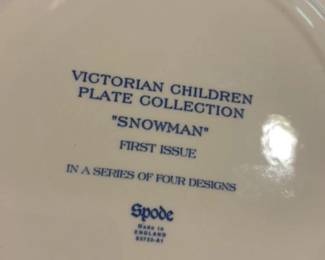 VICTORIAN CHILDREN
PLATE COLLECTION
"SNOWMAN"
FIRST ISSUE
IN A SERIES OF FOUR DESIGNS
Spode
Made in
ENGLAND